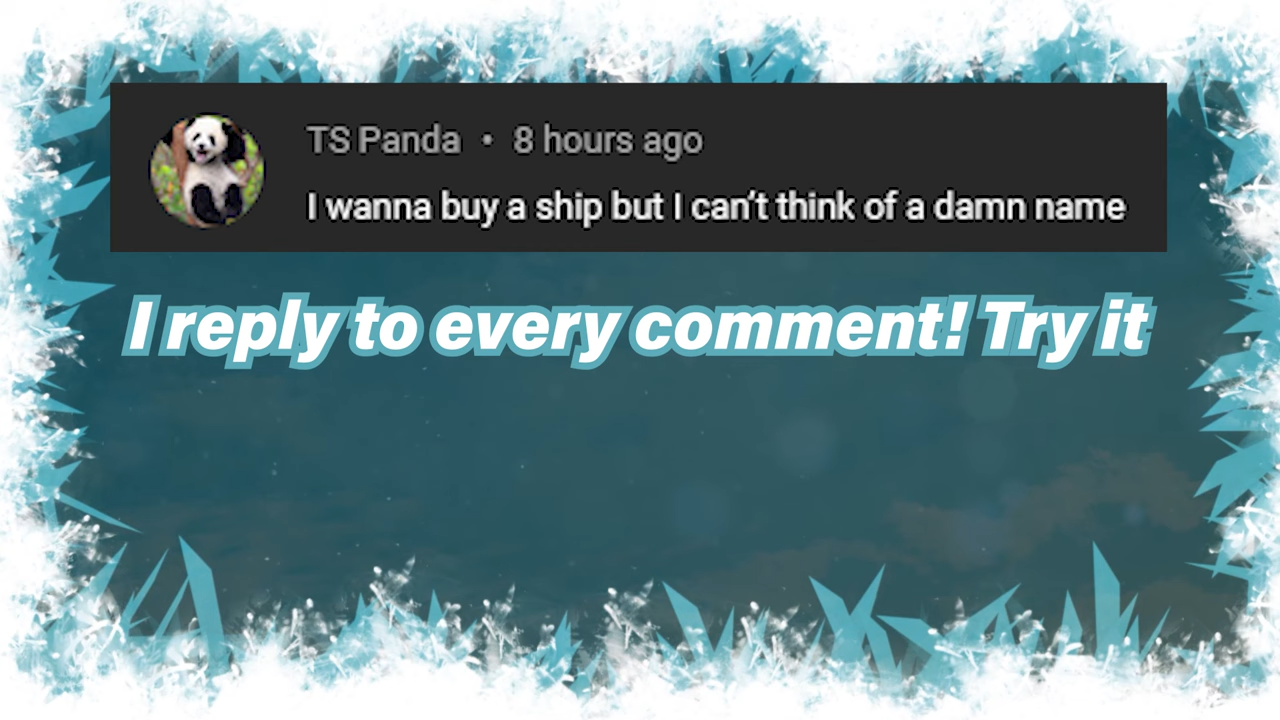 TS Panda • 8 hours ago
I wanna buy a ship but I can't think of a damn name
I reply to every comment! Try it